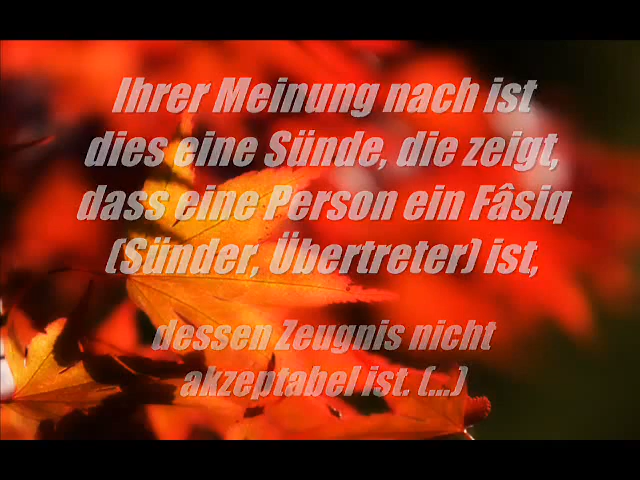 Ihrer Meinung nach ist
dies eine Sünde, die zeigt,
dass eine Person ein Fâsiq
(Sünder, Übertreter) ist,
dessen Zeugnis nicht
akzeptabel ist. (...)